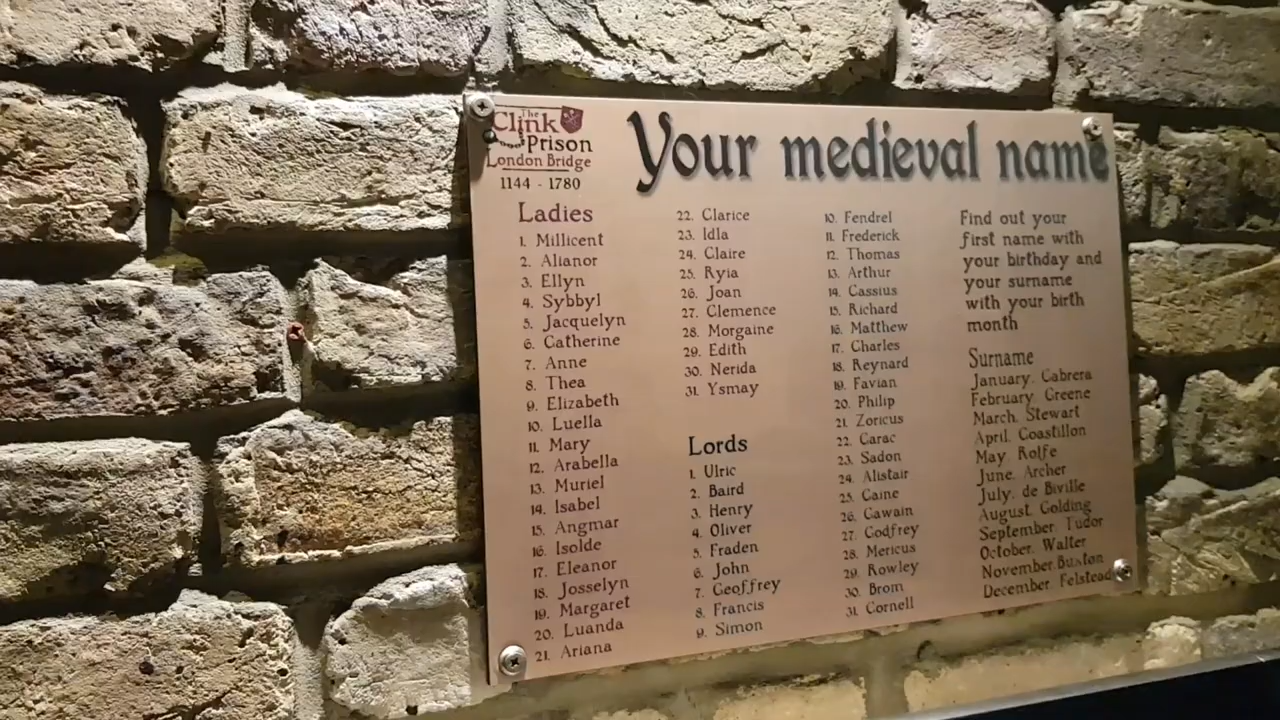 The
Clink
Prison
London Bridge
1144 - 1780
Your medieval name
Ladies
1. Millicent
2. Alianor
3. Ellyn
4. Sybbyl
5. Jacquelyn
6. Catherine
7. Anne
8. Thea
9. Elizabeth
10. Luella
11. Mary
12. Arabella
13. Muriel
14. Isabel
15. Angmar
16. Isolde
17. Eleanor
18. Josselyn
19. Margaret
20. Luanda
21. Ariana
22. Clarice
23. Idla
24. Claire
25. Ryia
26. Joan
27. Clemence
28. Morgaine
29. Edith
30. Nerida
31. Ysmay
Lords
1. Ulric
2. Baird
3. Henry
4. Oliver
5. Fraden
6. John
7. Geoffrey
8. Francis
9. Simon
10. Fendrel
11. Frederick
12. Thomas
13. Arthur
14. Cassius
15. Richard
16. Matthew
17. Charles
18. Reynard
19. Favian
20. Philip
21. Zoricus
22. Carac
23. Sadon
24. Alistair
25. Caine
26. Gawain
27. Godfrey
28. Mericus
29. Rowley
30. Brom
31. Cornell
Find out your
first name with
your birthday and
your surname
with your birth
month
Surname
January. Cabrera
February. Greene
March. Stewart
April. Coastillon
May. Rolfe
June. Archer
July. de Biville
August. Golding
September. Tudor
October. Walter
November. Buxton
December. Felstead